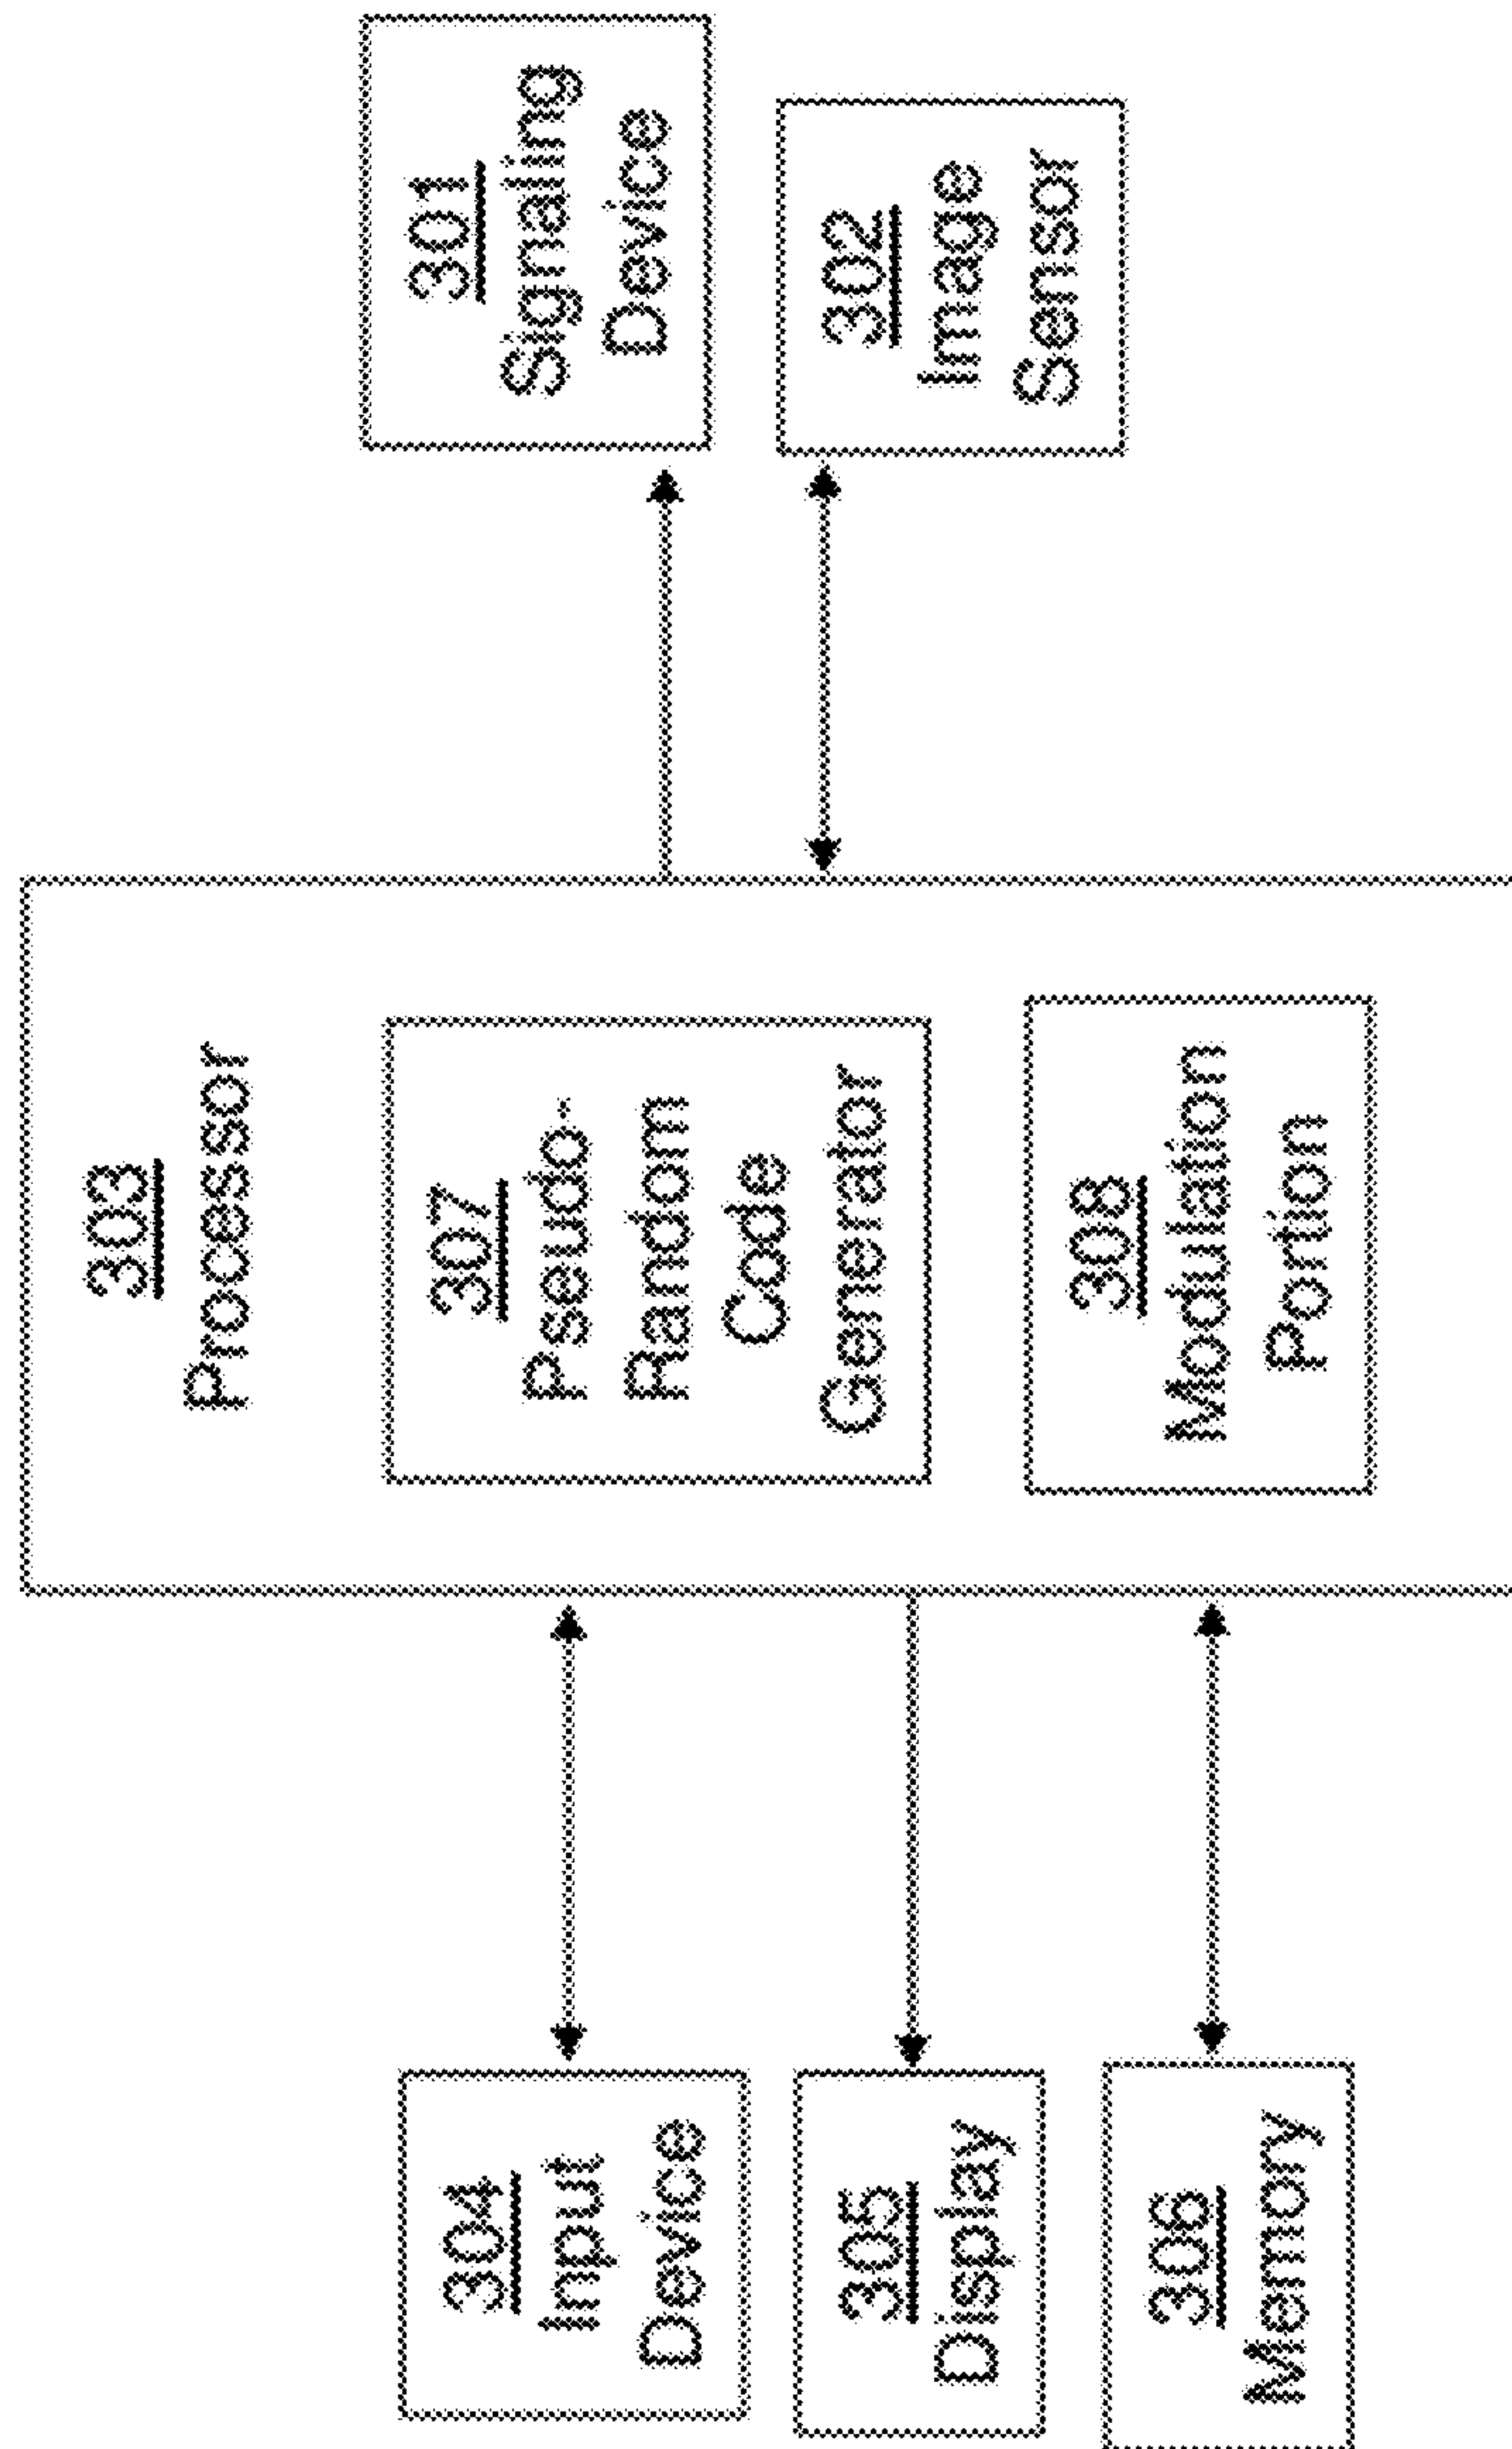 304
Input
Device
305
Display
306
Memory
303
Processor
307
Pseudo-
Random
Code
Generator
308
Modulation
Portion
301
Signaling
Device
302
Image
Sensor